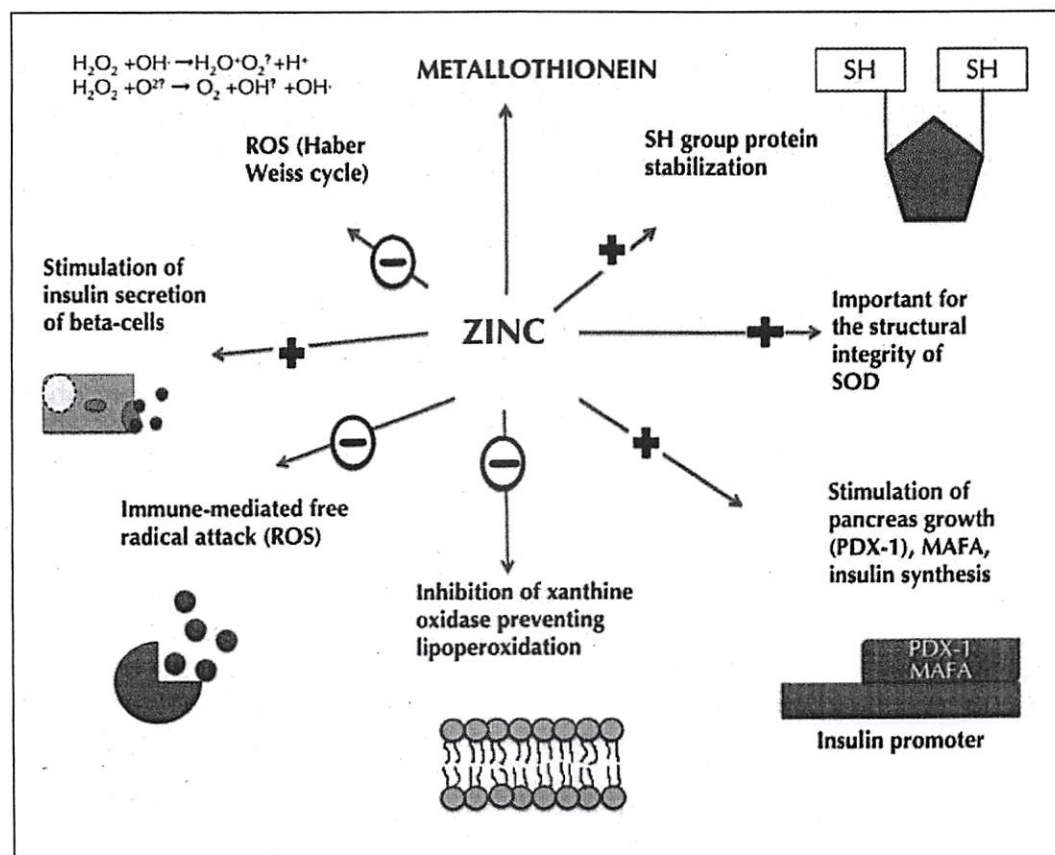 H₂O₂ +OH· →H₂O⁺O₂? +H⁺
H₂O₂ +O²? → O₂ +OH? +OH·
METALLOTHIONEIN
SH
SH
ROS (Haber
Weiss cycle)
SH group protein
stabilization
Stimulation of
insulin secretion
of beta-cells
ZINC
Important for
the structural
integrity of
SOD
Immune-mediated free
radical attack (ROS)
Inhibition of xanthine
oxidase preventing
lipoperoxidation
Stimulation of
pancreas growth
(PDX-1), MAFA,
insulin synthesis
PDX-1
MAFA
Insulin promoter